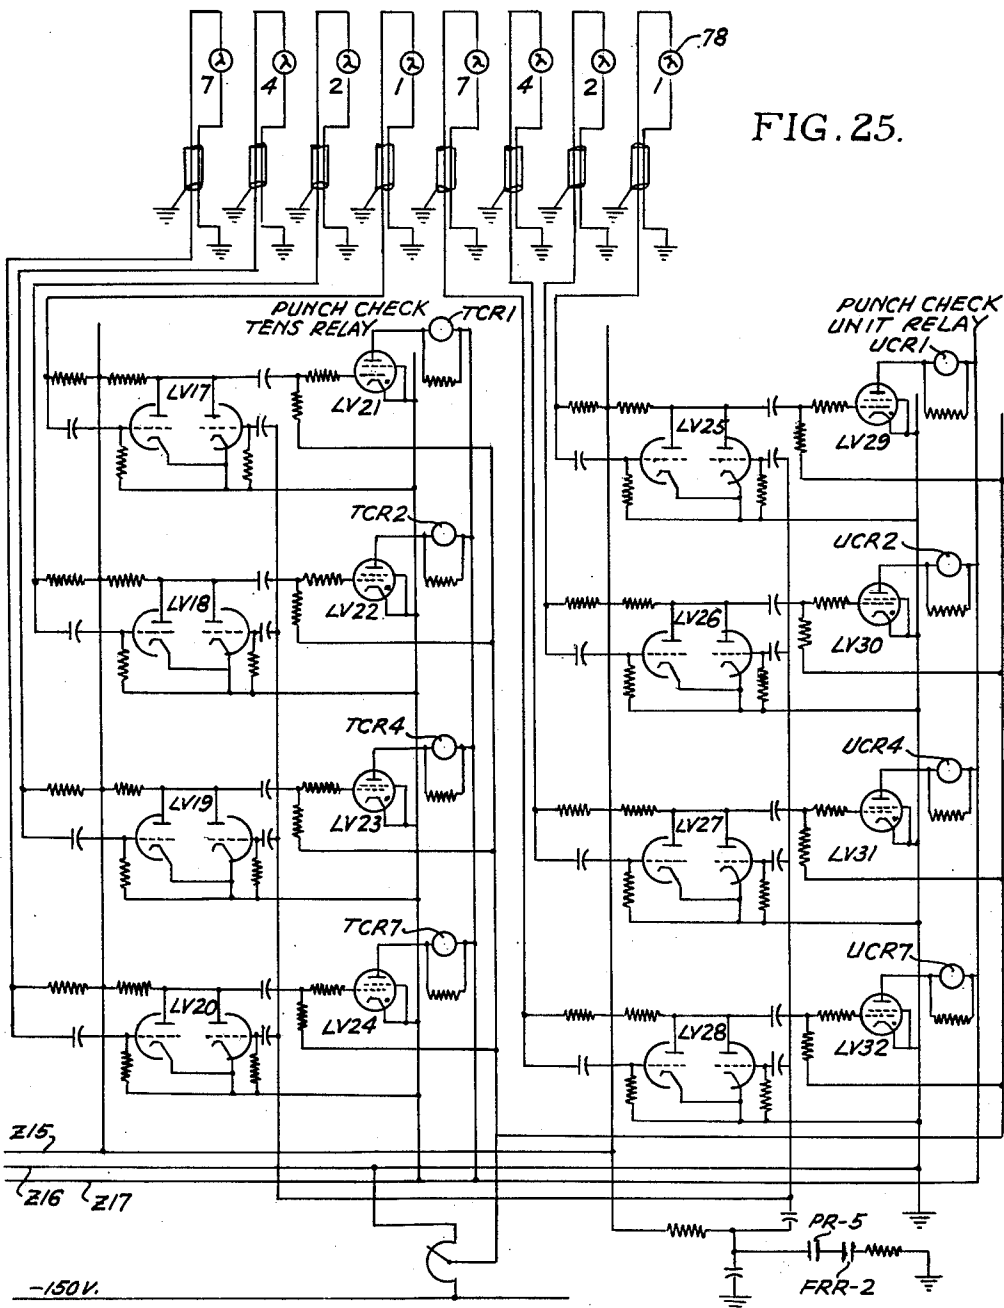 78
7 4 2 1 7 4 2 1
FIG. 25.
PUNCH CHECK
TENS RELAY
TCR1
LV17
LV21
PUNCH CHECK
UNIT RELAY
UCR1
LV25
LV29
TCR2
LV18
LV22
UCR2
LV26
LV30
TCR4
LV19
LV23
UCR4
LV27
LV31
TCR7
LV20
LV24
UCR7
LV28
LV32
Z15
Z16
Z17
-150V.
PR-5
FRR-2